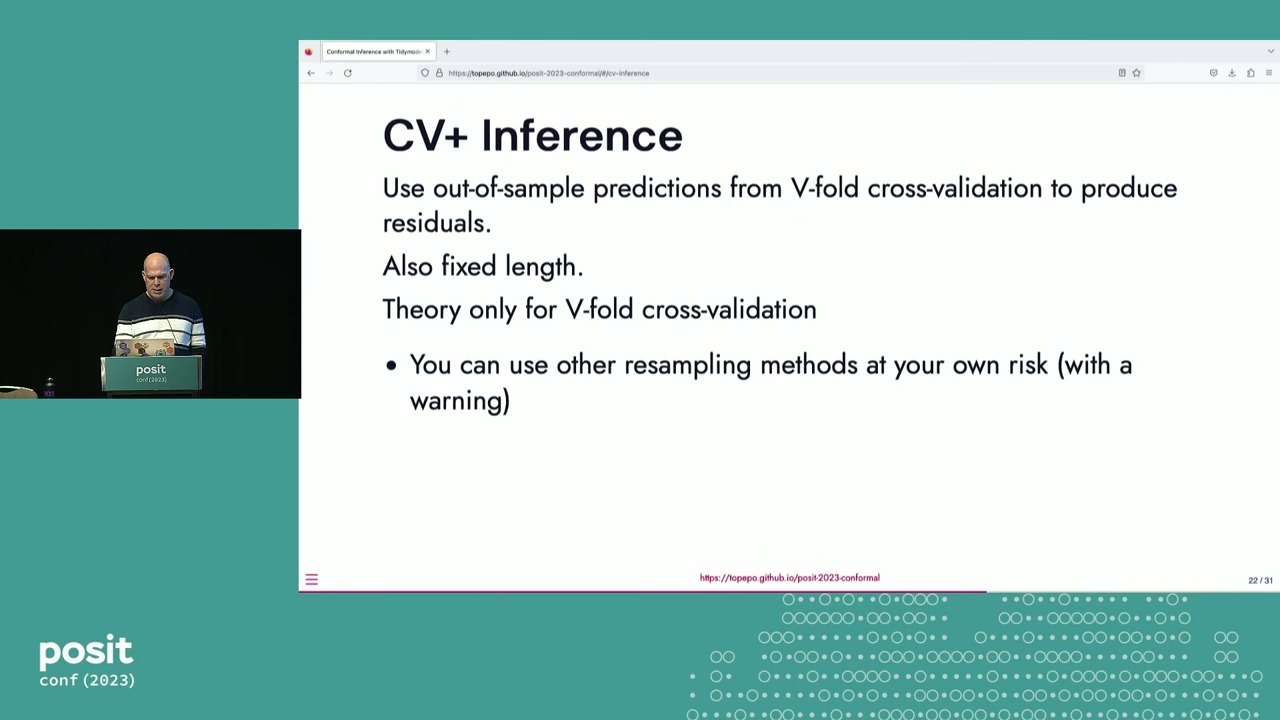 Conformal Inference with Tidymode
https://topepo.github.io/posit-2023-conformal/#/cv-inference
CV+ Inference
Use out-of-sample predictions from V-fold cross-validation to produce
residuals.
Also fixed length.
Theory only for V-fold cross-validation
• You can use other resampling methods at your own risk (with a
warning)
https://topepo.github.io/posit-2023-conformal
22 / 31
posit
conf(2023)
posit
conf(2023)